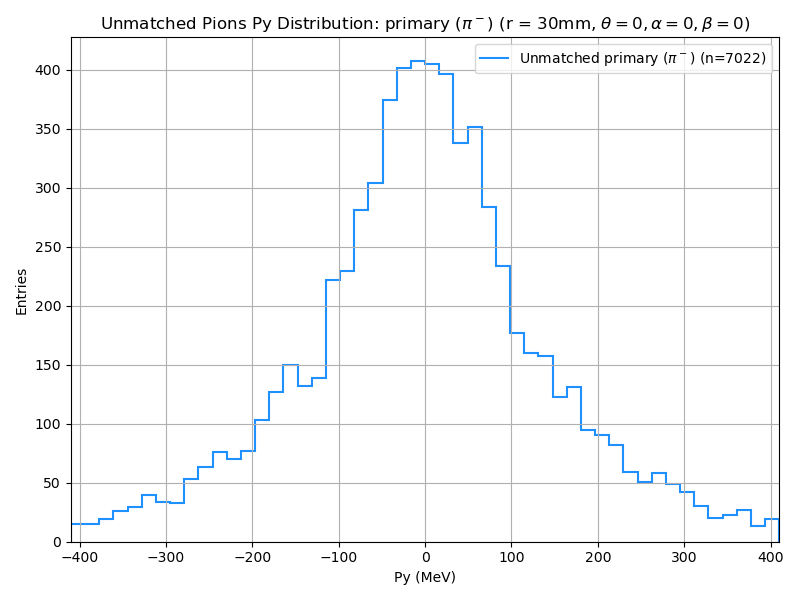 Unmatched Pions Py Distribution: primary (π⁻) (r = 30mm, θ = 0, α = 0, β = 0)
Unmatched primary (π⁻) (n=7022)
400
350
300
250
200
150
100
50
0
Entries
−400 −300 −200 −100 0 100 200 300 400
Py (MeV)